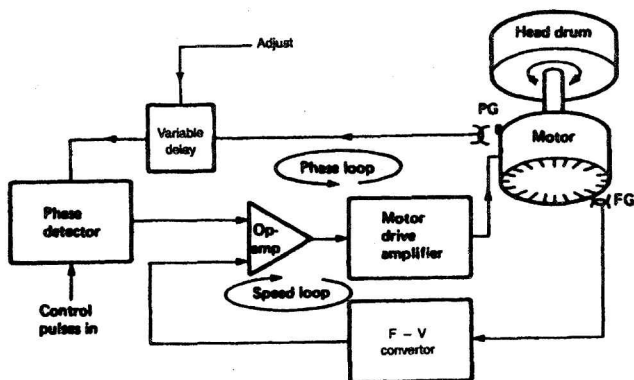 Adjust
Head drum
PG
Variable
delay
Motor
Phase loop
FG
Phase
detector
Op-
amp
Motor
drive
amplifier
Speed loop
Control
pulses in
F - V
convertor